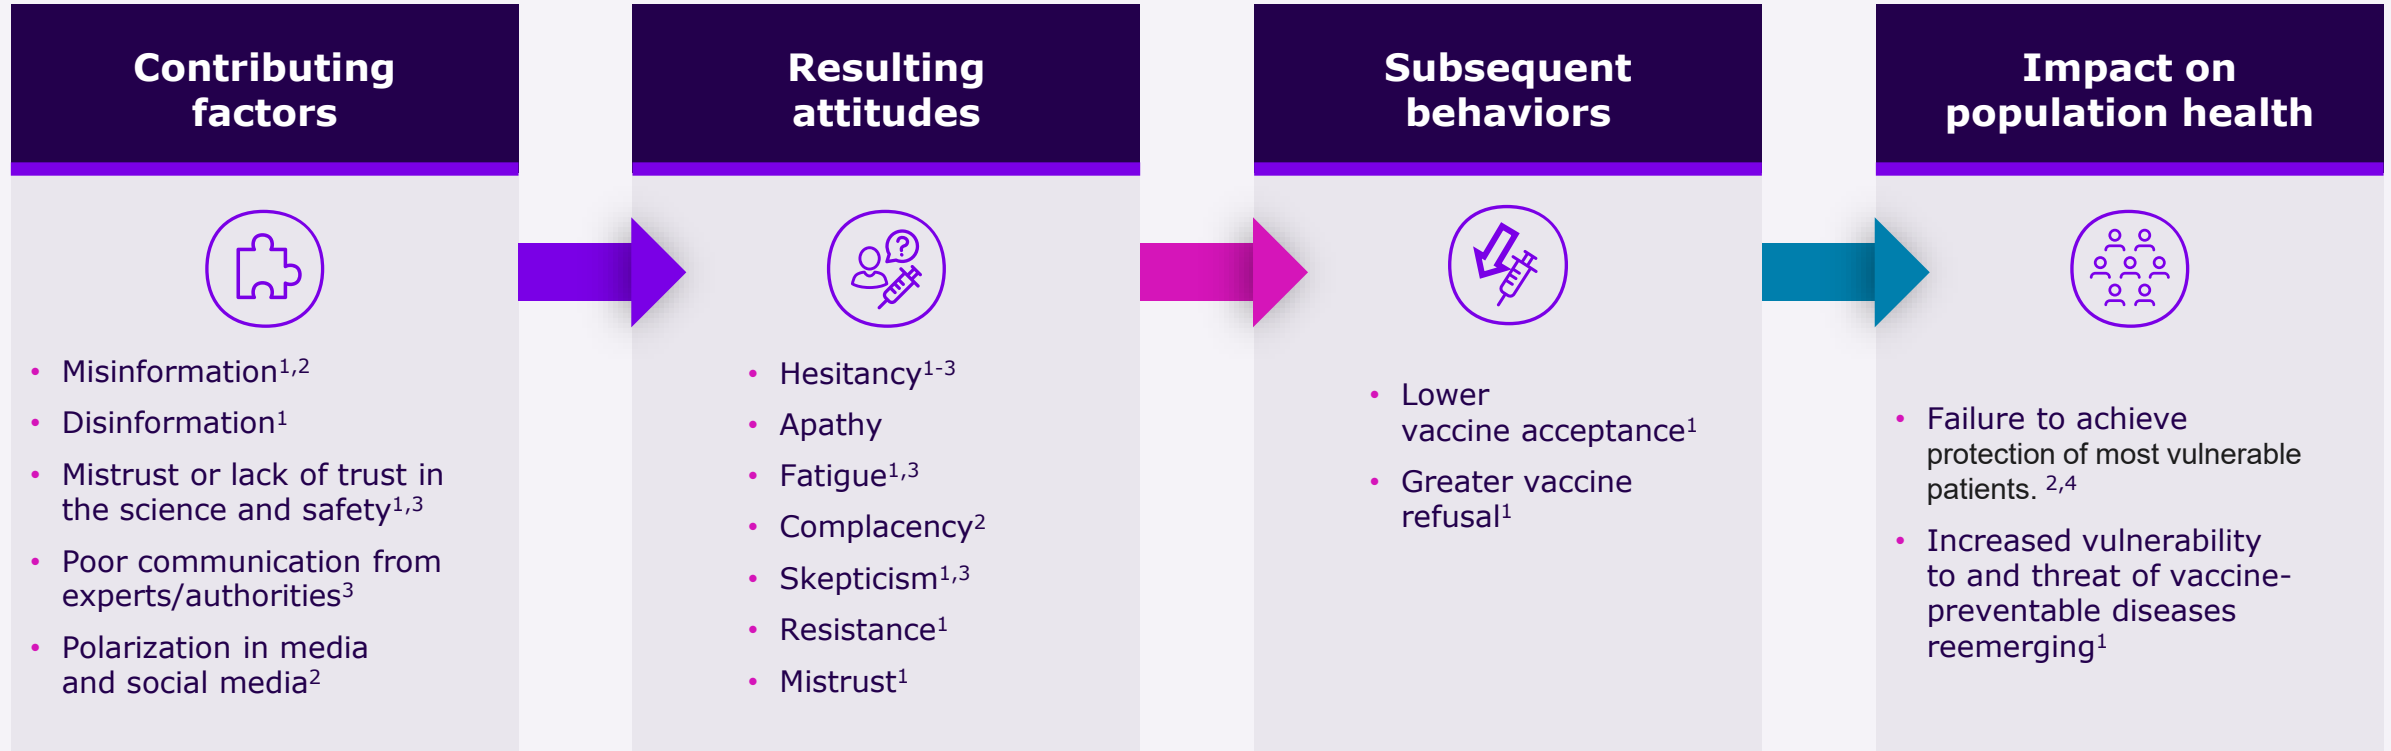 Contributing
factors
• Misinformation1,2
• Disinformation1
• Mistrust or lack of trust in
the science and safety1,3
• Poor communication from
experts/authorities3
• Polarization in media
and social media2
Resulting
attitudes
?
• Hesitancy1-3
• Apathy
• Fatigue1,3
• Complacency2
• Skepticism1,3
• Resistance1
• Mistrust1
Subsequent
behaviors
• Lower
vaccine acceptance1
• Greater vaccine
refusal1
Impact on
population health
• Failure to achieve
protection of most vulnerable
patients. 2,4
• Increased vulnerability
to and threat of vaccine-
preventable diseases
reemerging1